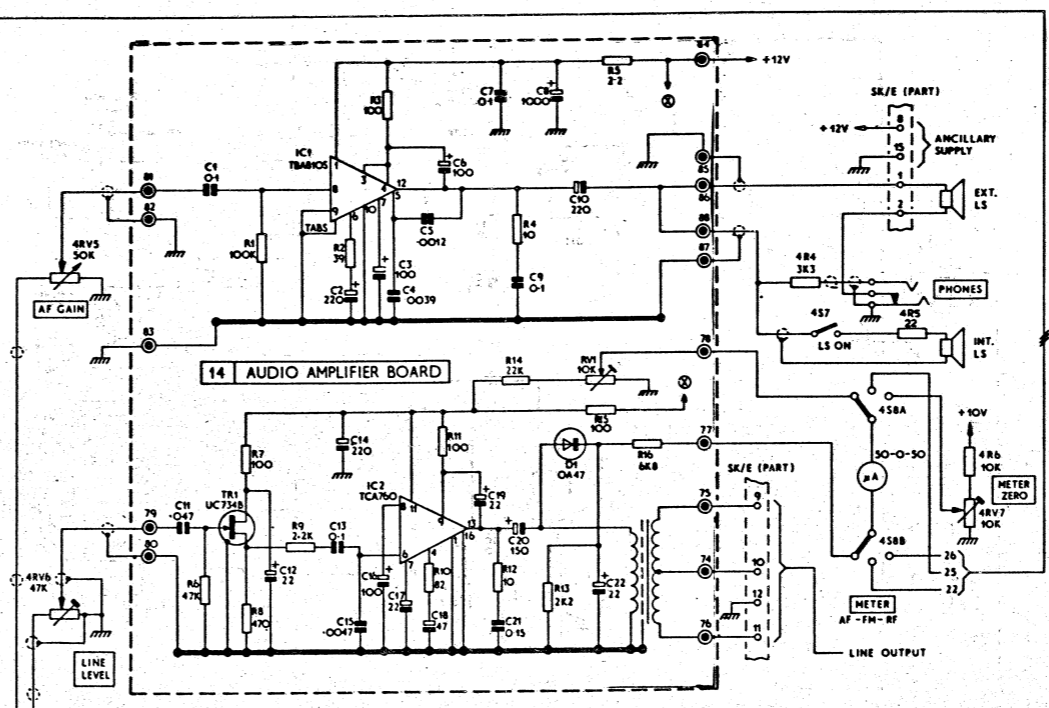 84
+12V
R5
2·2
C7
0·1
C8
1000
R3
100
IC1
TBA810S
C6
100
SK/E (PART)
8
+12V
15
ANCILLARY
SUPPLY
85
86
1
2
EXT.
LS
81
82
C1
0·1
1
3
4
12
8
9
6
10
7
5
TABS
R1
100K
R2
39
C2
220
C3
100
C4
·0039
C5
·0012
R4
10
C9
0·1
C10
220
88
87
4RV5
50K
AF GAIN
83
4R4
3K3
PHONES
4S7
LS ON
4R5
22
INT.
LS
14 AUDIO AMPLIFIER BOARD
R14
22K
RV1
10K
78
R15
100
4S8A
+10V
50-0-50
µA
4R6
10K
METER
ZERO
4RV7
10K
R7
100
C14
220
R11
100
D1
OA47
R16
6K8
77
TR1
UC734B
IC2
TCA760
C19
22
C20
150
SK/E (PART)
79
80
C11
·047
R9
2·2K
C13
0·1
8
11
9
13
16
6
7
4
1
75
9
74
10
12
76
11
4S8B
26
25
22
METER
AF-FM-RF
LINE OUTPUT
4RV6
47K
LINE
LEVEL
R6
47K
R8
470
C12
22
C15
·0047
C16
100
C17
22
R10
82
C18
47
R12
10
C21
0·15
R13
2K2
C22
22